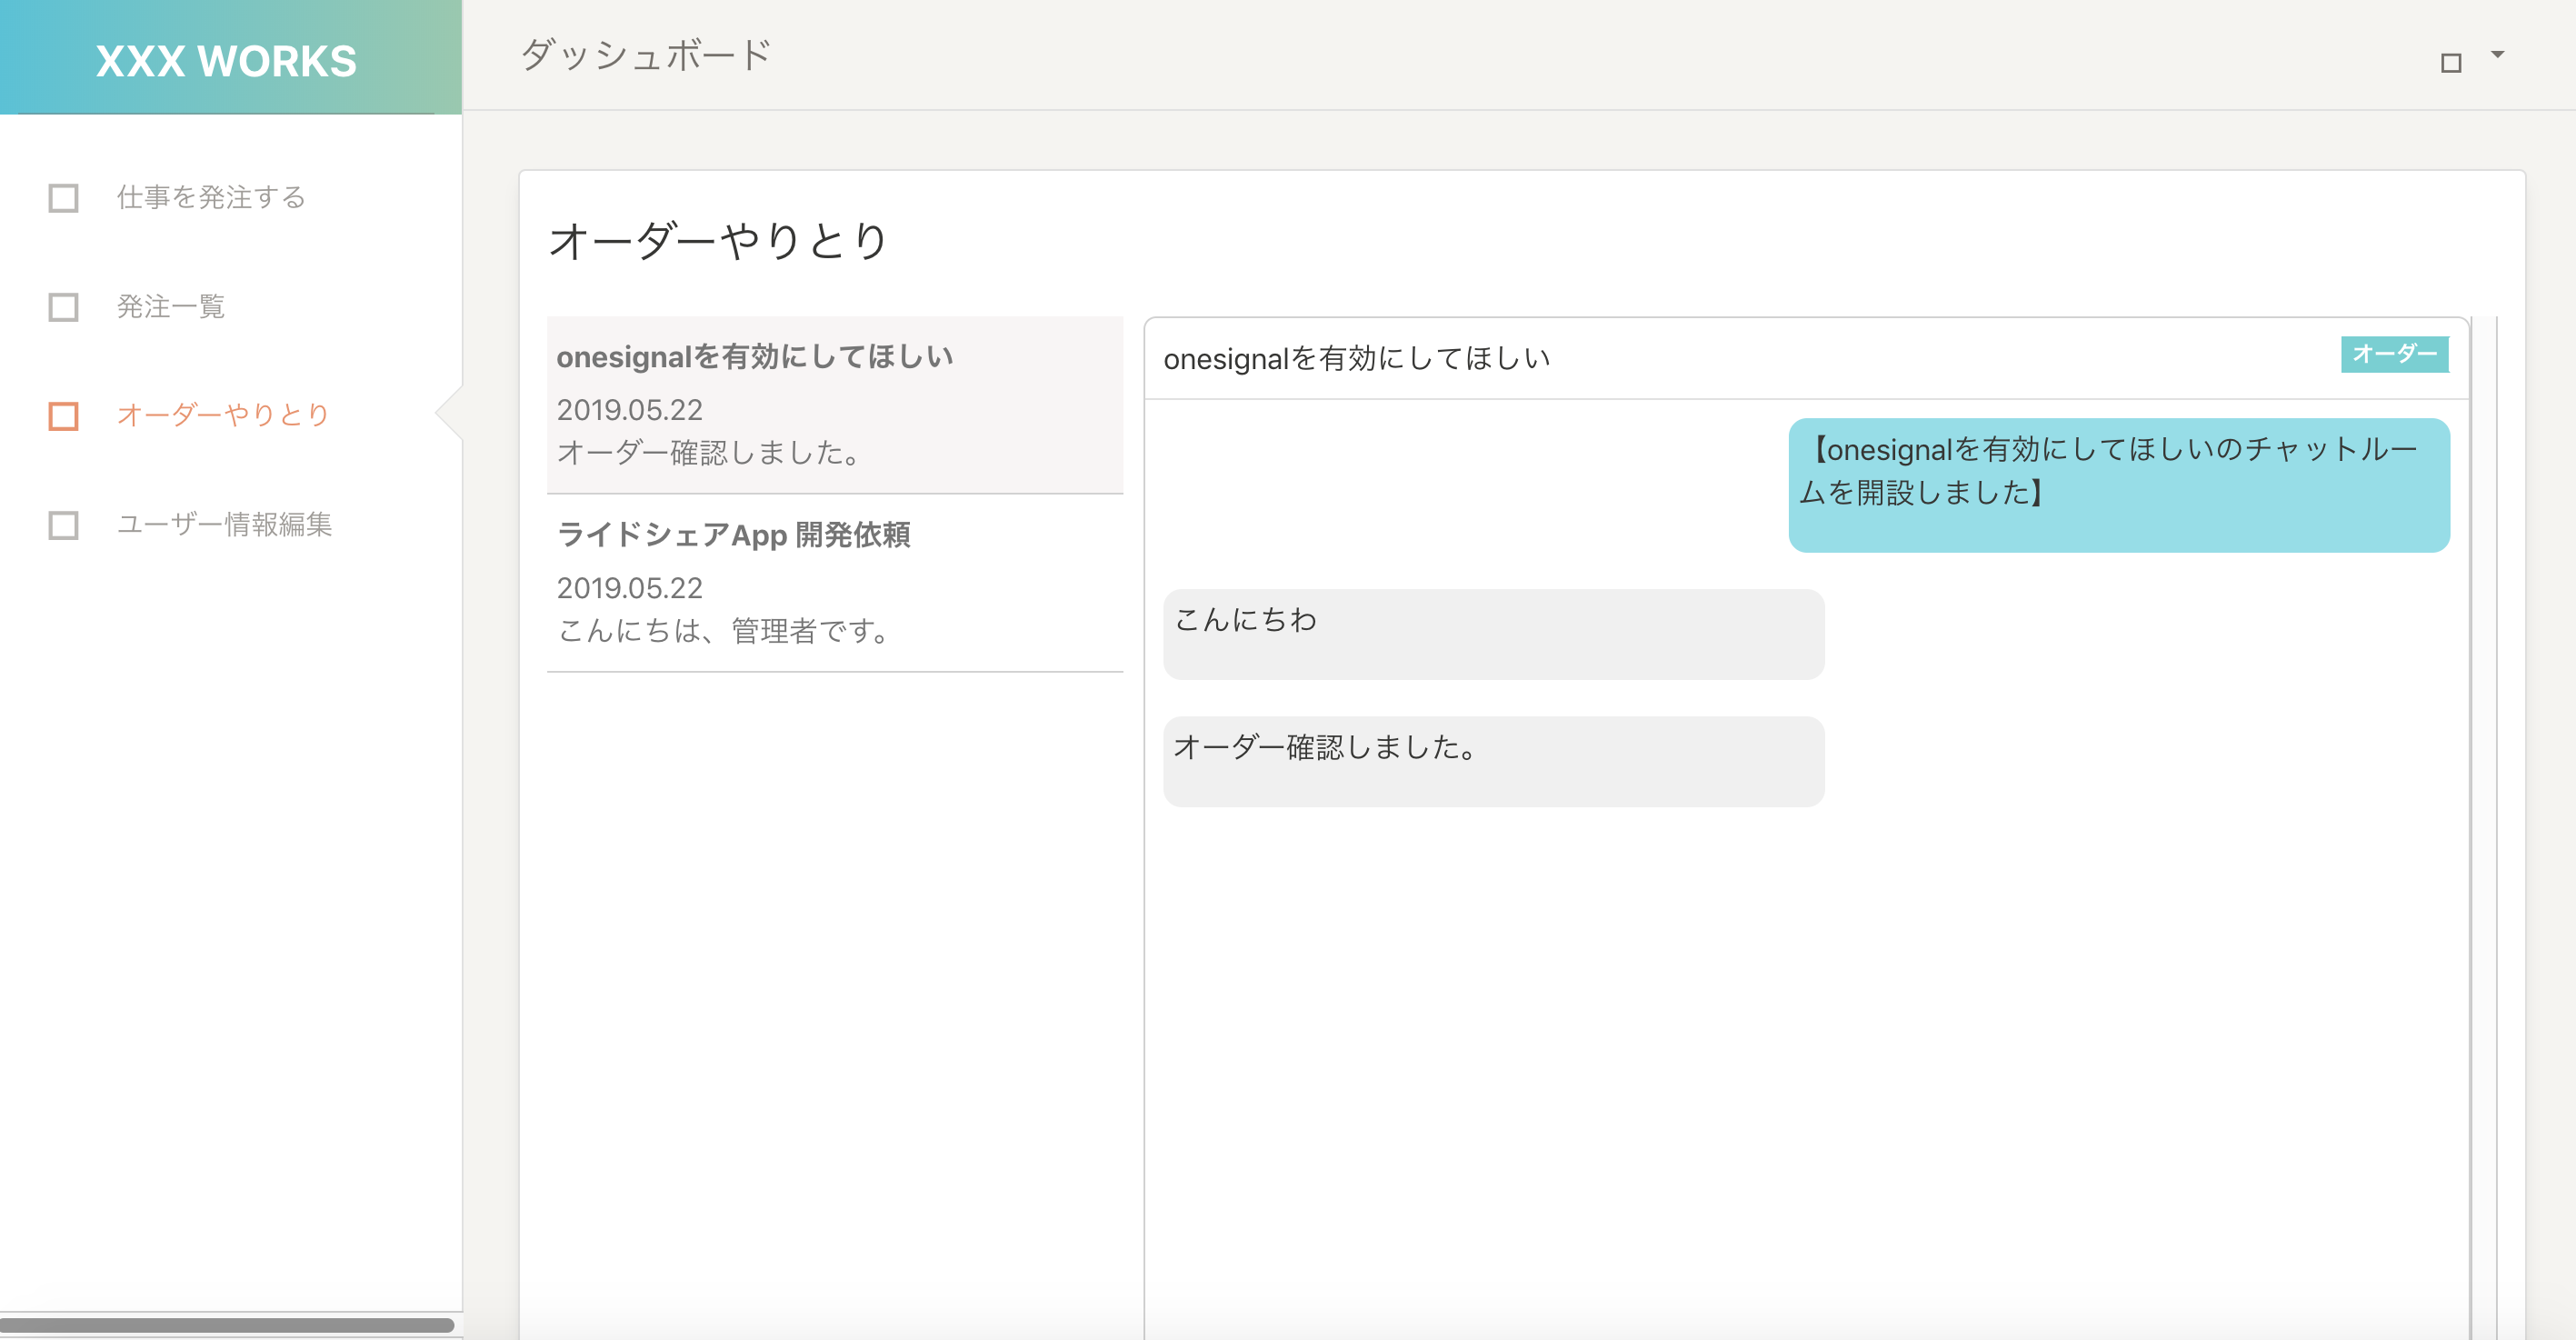 XXX WORKS
ダッシュボード
仕事を発注する
発注一覧
オーダーやりとり
ユーザー情報編集
オーダーやりとり
onesignalを有効にしてほしい
2019.05.22
オーダー確認しました。
ライドシェアApp 開発依頼
2019.05.22
こんにちは、管理者です。
onesignalを有効にしてほしい
オーダー
【onesignalを有効にしてほしいのチャットルー
ムを開設しました】
こんにちわ
オーダー確認しました。